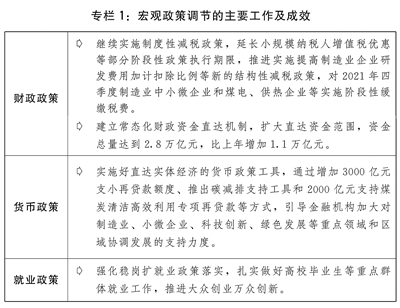 专栏 1：宏观政策调节的主要工作及成效
财政政策
继续实施制度性减税政策，延长小规模纳税人增值税优惠
等部分阶段性政策执行期限，推进实施提高制造业企业研
发费用加计扣除比例等新的结构性减税政策，对 2021 年四
季度制造业中小微企业和煤电、供热企业等实施阶段性缓
缴税费。
建立常态化财政资金直达机制，扩大直达资金范围，资金
总量达到 2.8 万亿元，比上年增加 1.1 万亿元。
货币政策
实施好直达实体经济的货币政策工具，通过增加 3000 亿元
支小再贷款额度、推出碳减排支持工具和 2000 亿元支持煤
炭清洁高效利用专项再贷款等方式，引导金融机构加大对
制造业、小微企业、科技创新、绿色发展等重点领域和区
域协调发展的支持力度。
就业政策
强化稳岗扩就业政策落实，扎实做好高校毕业生等重点群
体就业工作，推进大众创业万众创新。